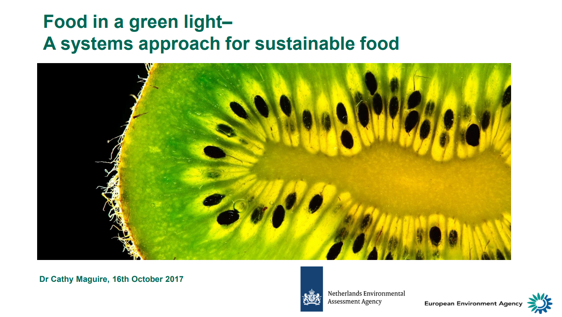 Food in a green light–
A systems approach for sustainable food
Dr Cathy Maguire, 16th October 2017
Netherlands Environmental
Assessment Agency
European Environment Agency